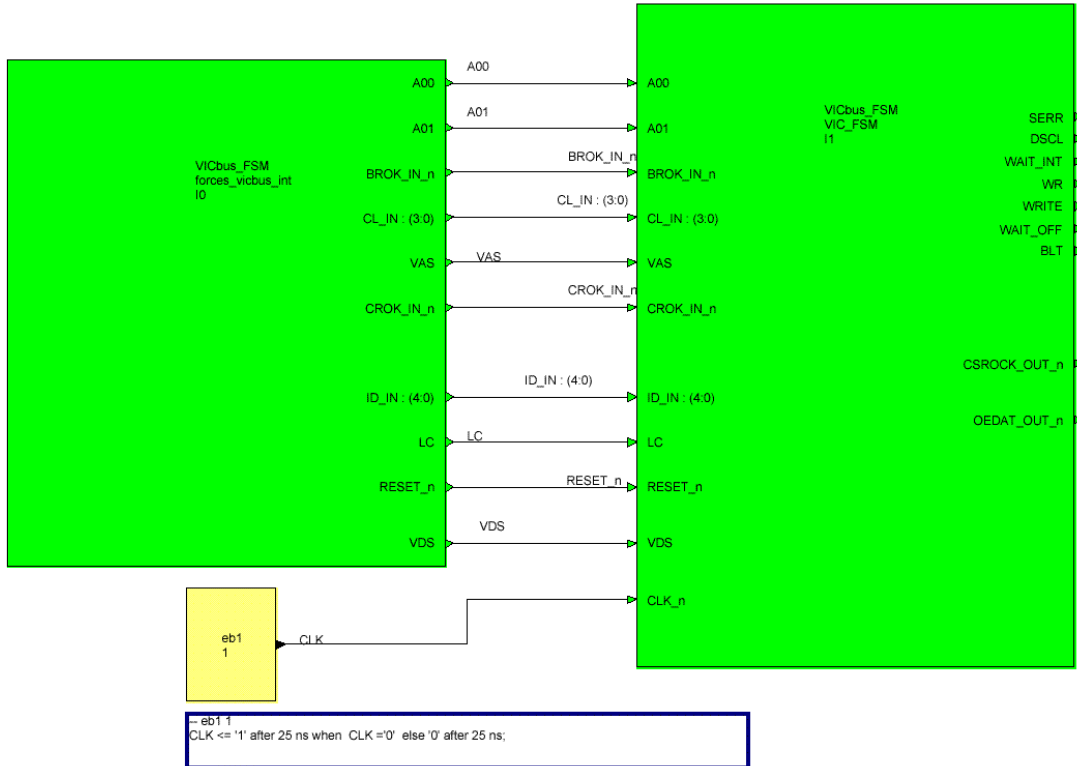 A00
A00
A00
A01
A01
A01
VICbus_FSM
forces_vicbus_int
I0
BROK_IN_n
BROK_IN_n
BROK_IN_n
CL_IN : (3:0)
CL_IN : (3:0)
CL_IN : (3:0)
VAS
VAS
VAS
CROK_IN_n
CROK_IN_n
CROK_IN_n
ID_IN : (4:0)
ID_IN : (4:0)
ID_IN : (4:0)
LC
LC
LC
RESET_n
RESET_n
RESET_n
VDS
VDS
VDS
CLK_n
VICbus_FSM
VIC_FSM
I1
SERR
DSCL
WAIT_INT
WR
WRITE
WAIT_OFF
BLT
CSROCK_OUT_n
OEDAT_OUT_n
eb1
1
CLK
-- eb1 1
CLK <= '1' after 25 ns when  CLK ='0'  else '0' after 25 ns;